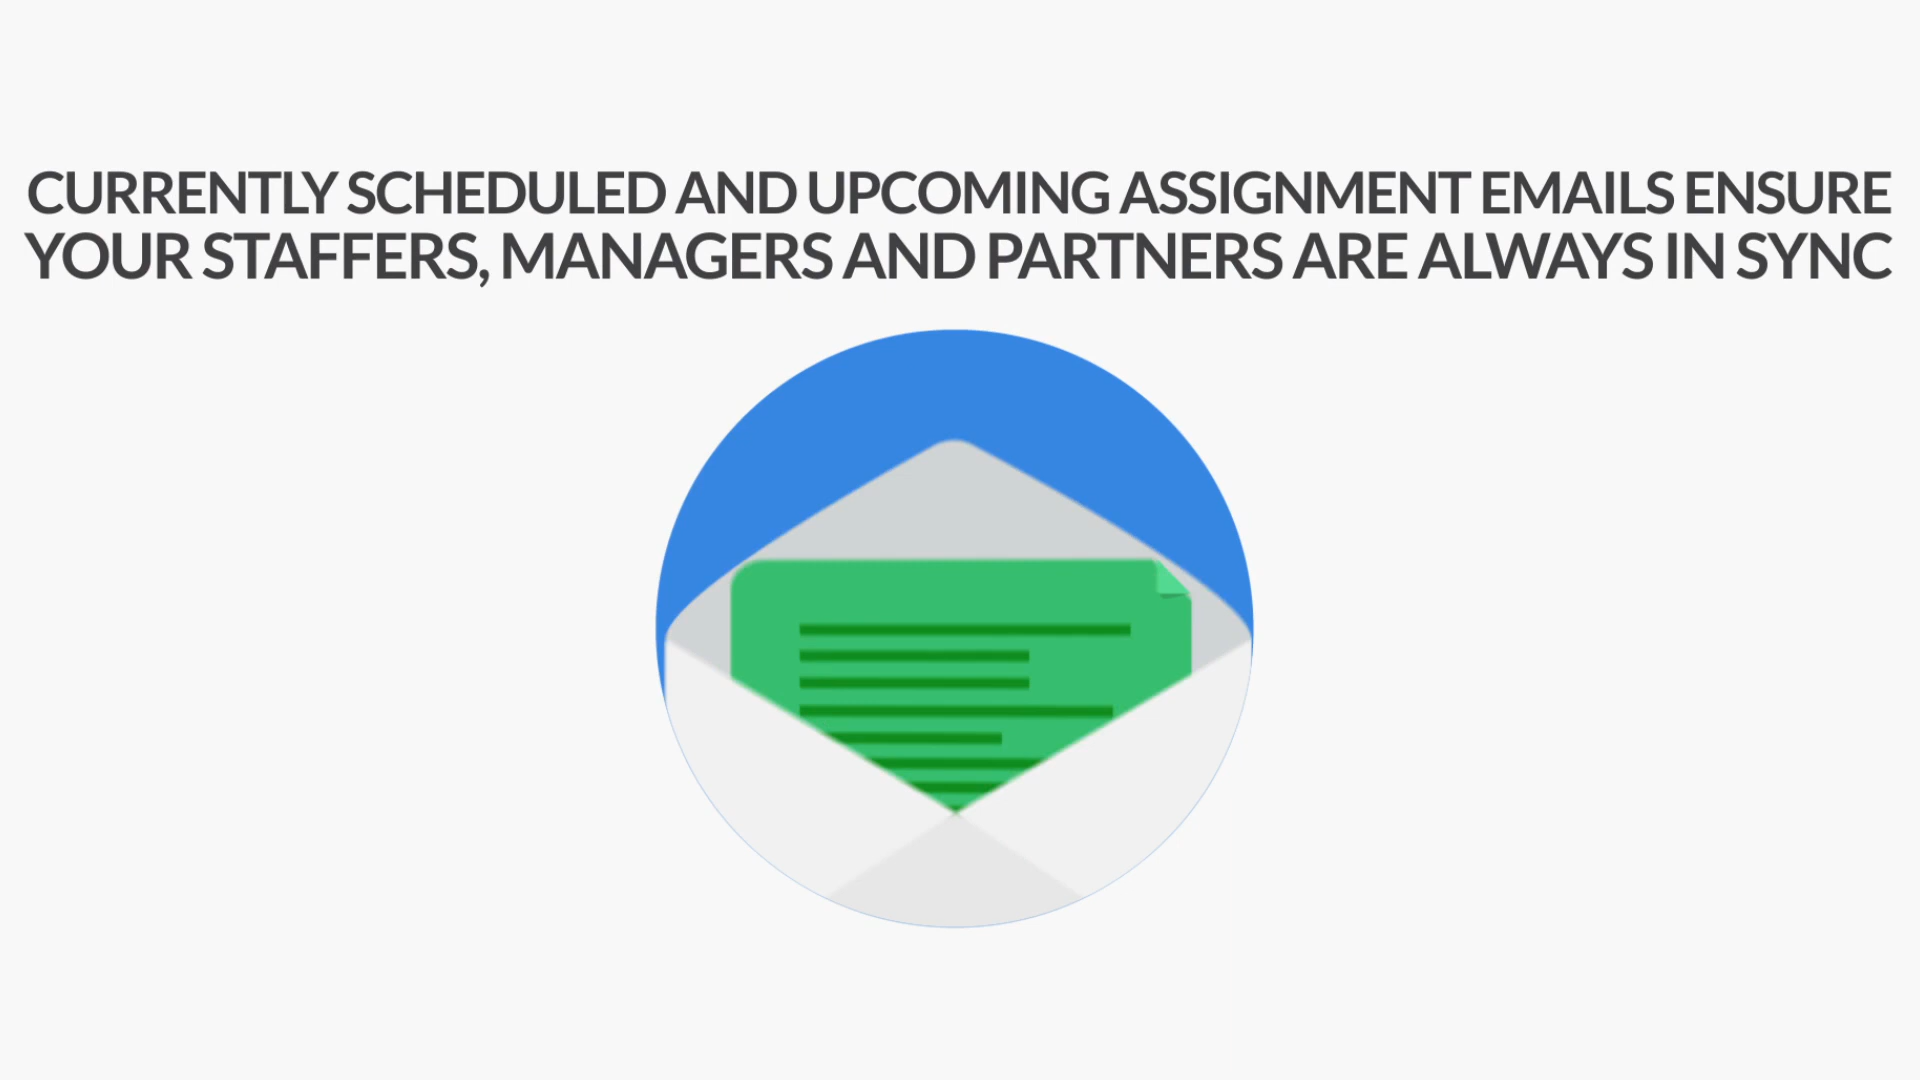 CURRENTLY SCHEDULED AND UPCOMING ASSIGNMENT EMAILS ENSURE
YOUR STAFFERS, MANAGERS AND PARTNERS ARE ALWAYS IN SYNC